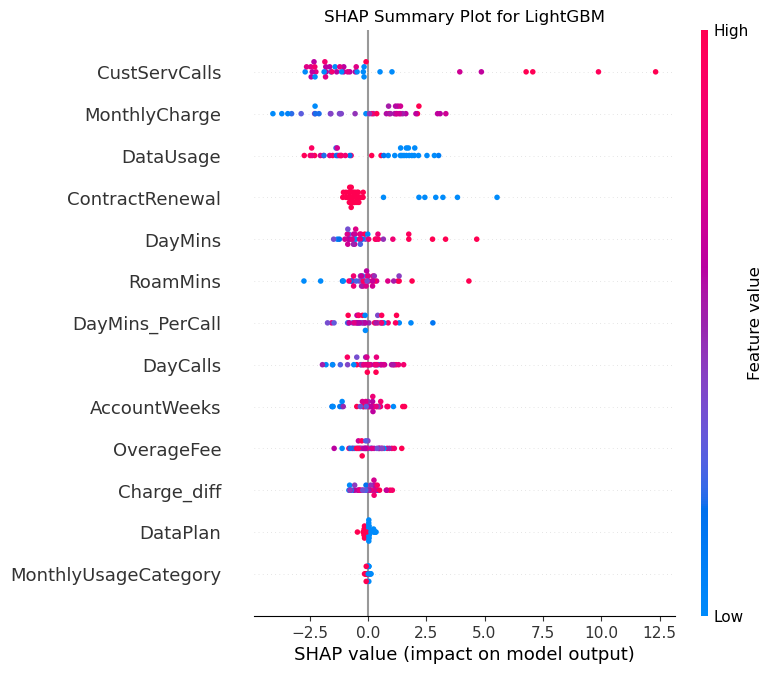 SHAP Summary Plot for LightGBM
High
CustServCalls
MonthlyCharge
DataUsage
ContractRenewal
DayMins
RoamMins
DayMins_PerCall
DayCalls
AccountWeeks
OverageFee
Charge_diff
DataPlan
MonthlyUsageCategory
Feature value
Low
−2.5 0.0 2.5 5.0 7.5 10.0 12.5
SHAP value (impact on model output)